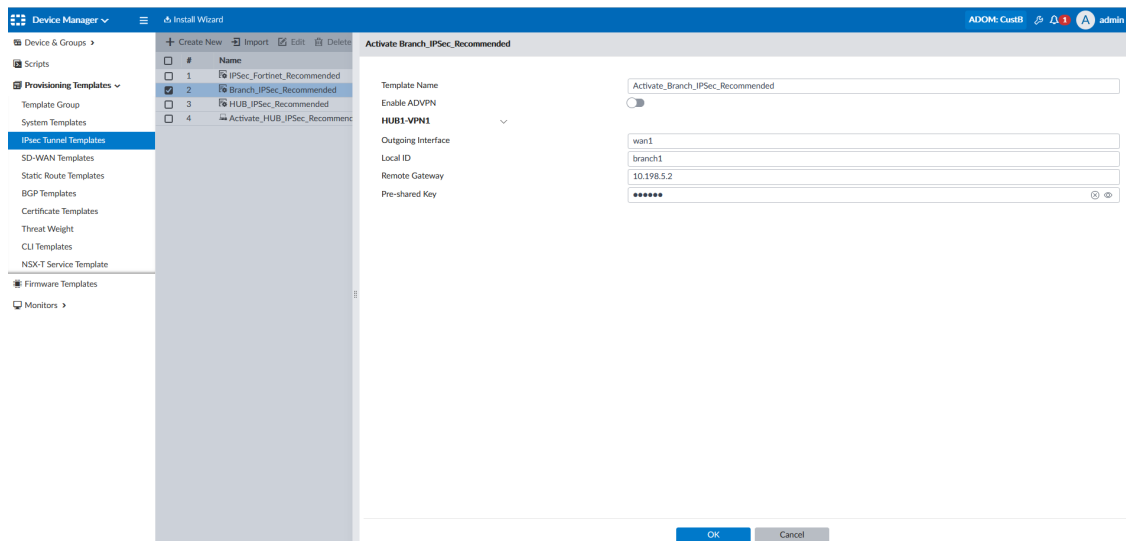 Device Manager
Install Wizard
ADOM: CustB
1
A
admin
Device & Groups
Scripts
Provisioning Templates
Template Group
System Templates
IPsec Tunnel Templates
SD-WAN Templates
Static Route Templates
BGP Templates
Certificate Templates
Threat Weight
CLI Templates
NSX-T Service Template
Firmware Templates
Monitors
Create New Import Edit Delete
# Name
1 IPSec_Fortinet_Recommended
2 Branch_IPSec_Recommended
3 HUB_IPSec_Recommended
4 Activate_HUB_IPSec_Recommenc
Activate Branch_IPSec_Recommended
Template Name Activate_Branch_IPSec_Recommended
Enable ADVPN
HUB1-VPN1
Outgoing Interface wan1
Local ID branch1
Remote Gateway 10.198.5.2
Pre-shared Key ●●●●●●
OK Cancel